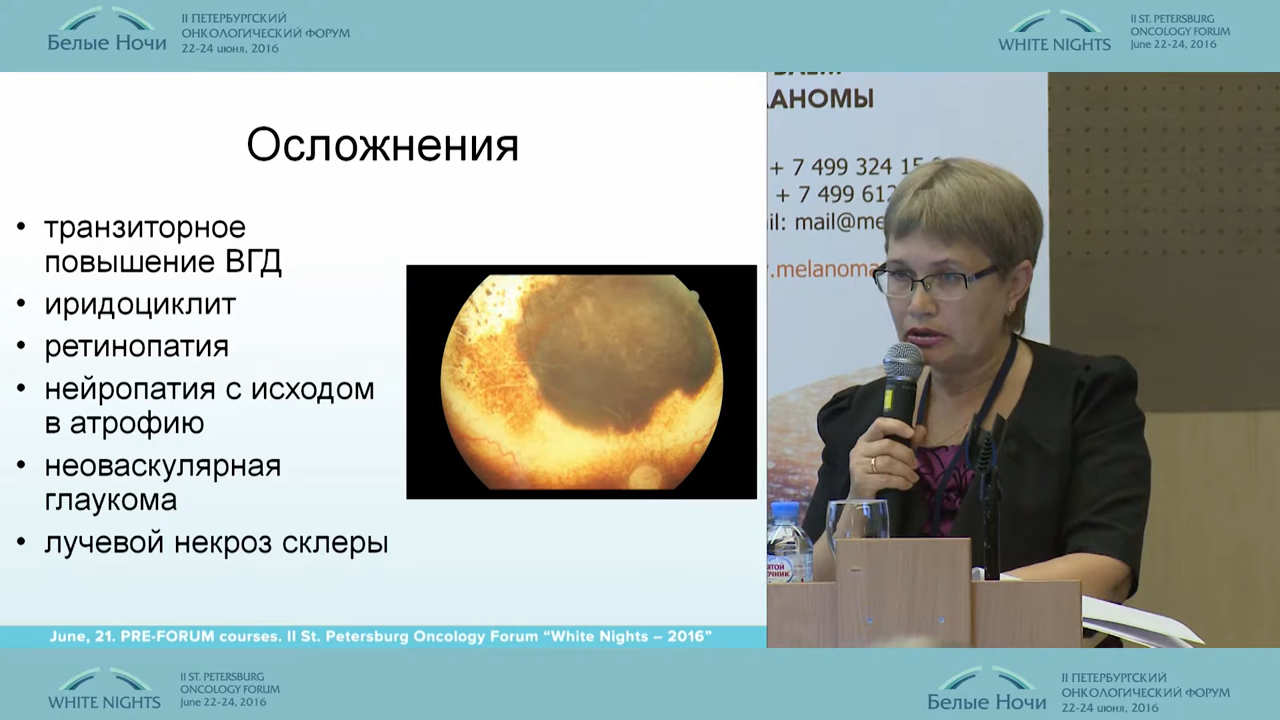 Белые Ночи
II ПЕТЕРБУРГСКИЙ
ОНКОЛОГИЧЕСКИЙ ФОРУМ
22-24 июня, 2016
WHITE NIGHTS
II ST. PETERSBURG
ONCOLOGY FORUM
June 22-24, 2016
Осложнения
• транзиторное
повышение ВГД
• иридоциклит
• ретинопатия
• нейропатия с исходом
в атрофию
• неоваскулярная
глаукома
• лучевой некроз склеры
АНОМЫ
+ 7 499 324 15
+ 7 499 612
il: mail@me
.melanoma
June, 21. PRE-FORUM courses. II St. Petersburg Oncology Forum “White Nights – 2016”
WHITE NIGHTS
II ST. PETERSBURG
ONCOLOGY FORUM
June 22-24, 2016
Белые Ночи
II ПЕТЕРБУРГСКИЙ
ОНКОЛОГИЧЕСКИЙ ФОРУМ
22-24 июня, 2016